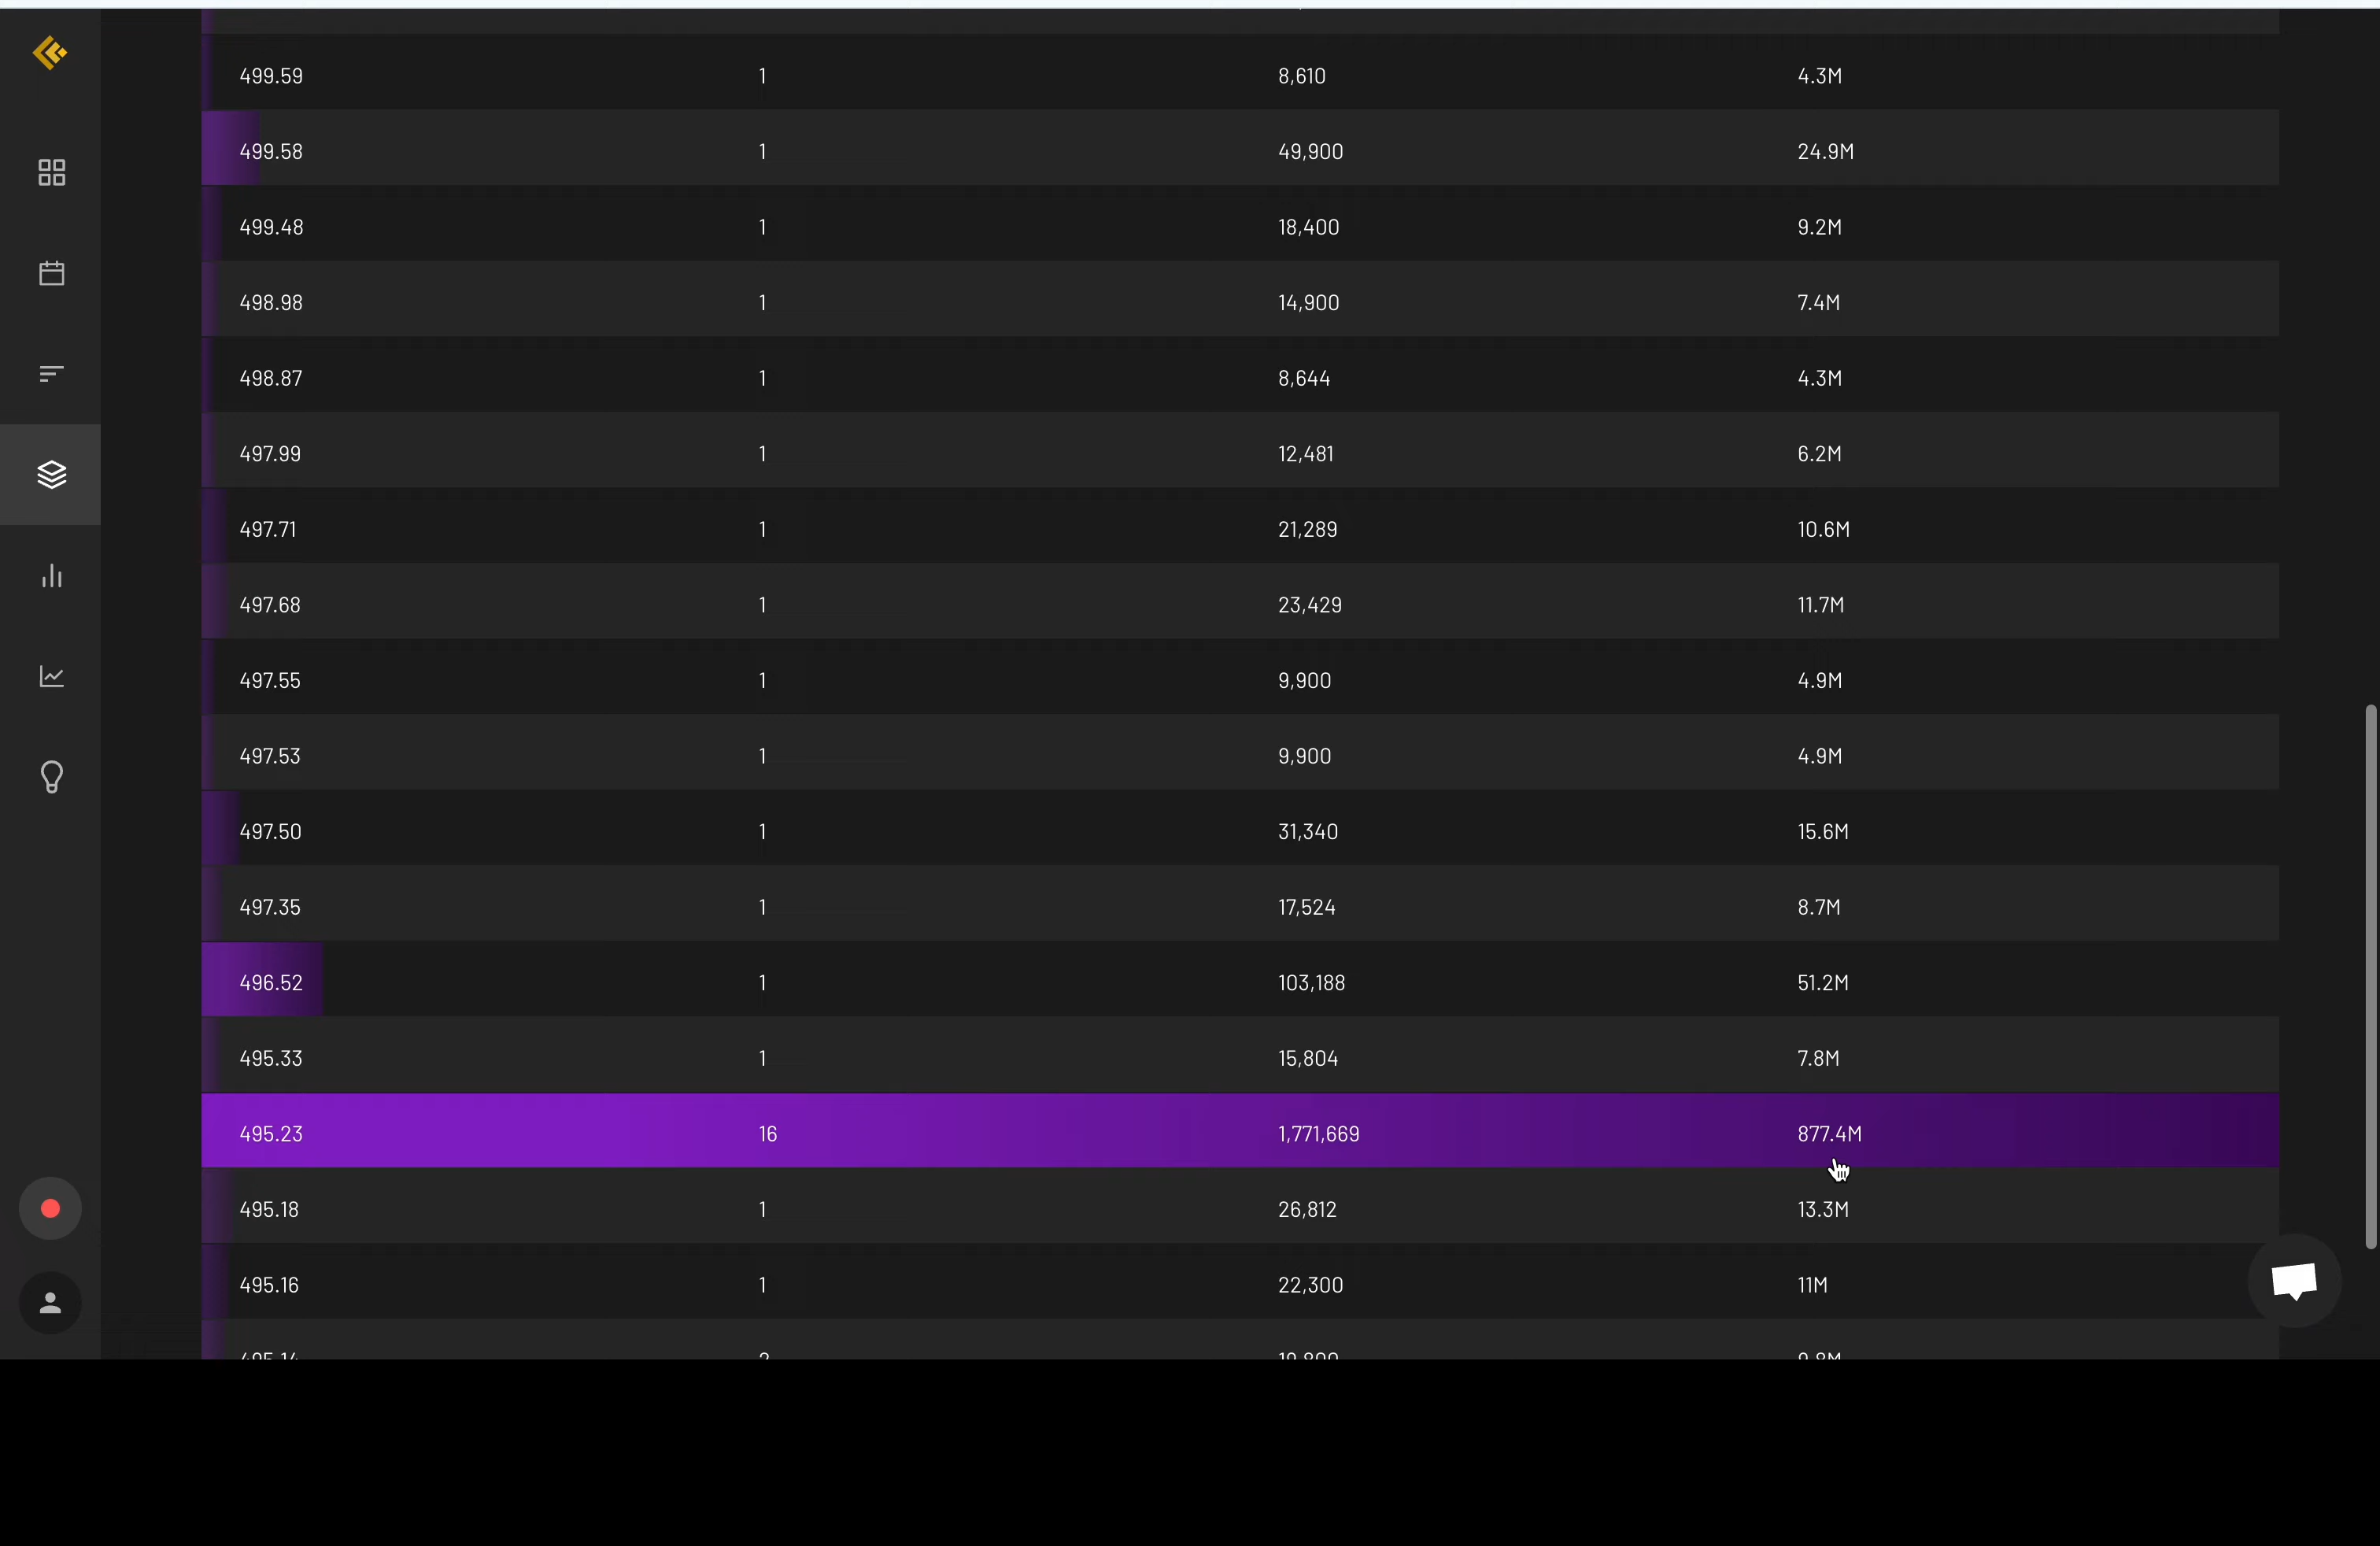 499.59 1 8,610 4.3M
499.58 1 49,900 24.9M
499.48 1 18,400 9.2M
498.98 1 14,900 7.4M
498.87 1 8,644 4.3M
497.99 1 12,481 6.2M
497.71 1 21,289 10.6M
497.68 1 23,429 11.7M
497.55 1 9,900 4.9M
497.53 1 9,900 4.9M
497.50 1 31,340 15.6M
497.35 1 17,524 8.7M
496.52 1 103,188 51.2M
495.33 1 15,804 7.8M
495.23 16 1,771,669 877.4M
495.18 1 26,812 13.3M
495.16 1 22,300 11M